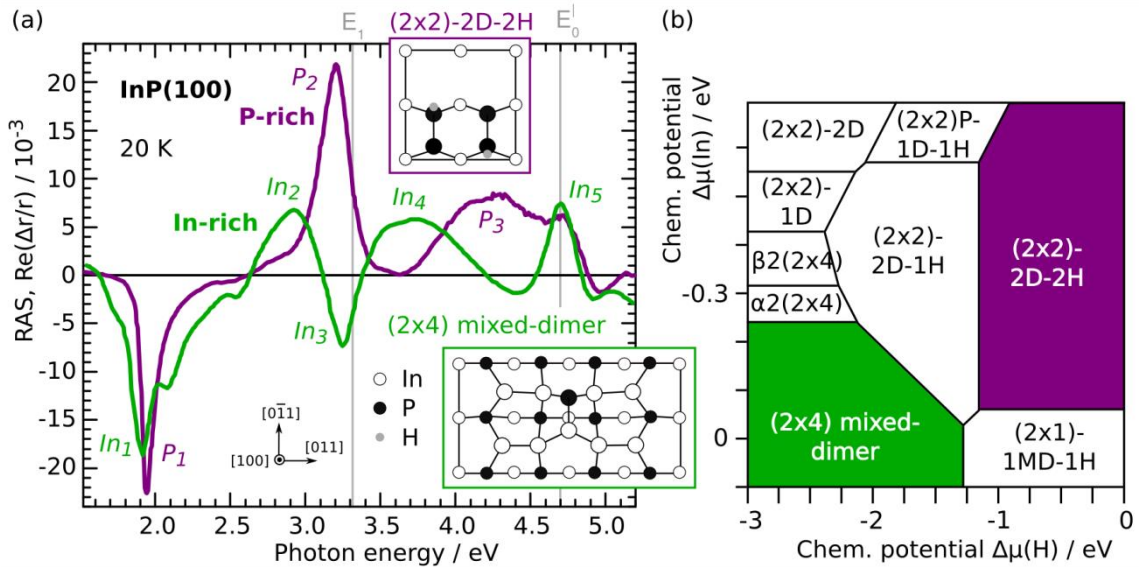 (a)
E₁
(2x2)-2D-2H
E₀ˡ
RAS, Re(Δr/r) / 10⁻³
20
15
10
5
0
-5
-10
-15
-20
InP(100)
20 K
P₂
P-rich
In₂
In-rich
In₄
P₃
In₅
In₃
In₁
P₁
(2x4) mixed-dimer
In
P
H
[01̄1]
[100]
[011]
2.0
2.5
3.0
3.5
4.0
4.5
5.0
Photon energy / eV
(b)
Chem. potential
Δμ(In) / eV
-0.3
0
(2x2)-2D
(2x2)P-
1D-1H
(2x2)-
1D
(2x2)-
2D-1H
(2x2)-
2D-2H
β2(2x4)
α2(2x4)
(2x4) mixed-
dimer
(2x1)-
1MD-1H
-3
-2
-1
0
Chem. potential Δμ(H) / eV